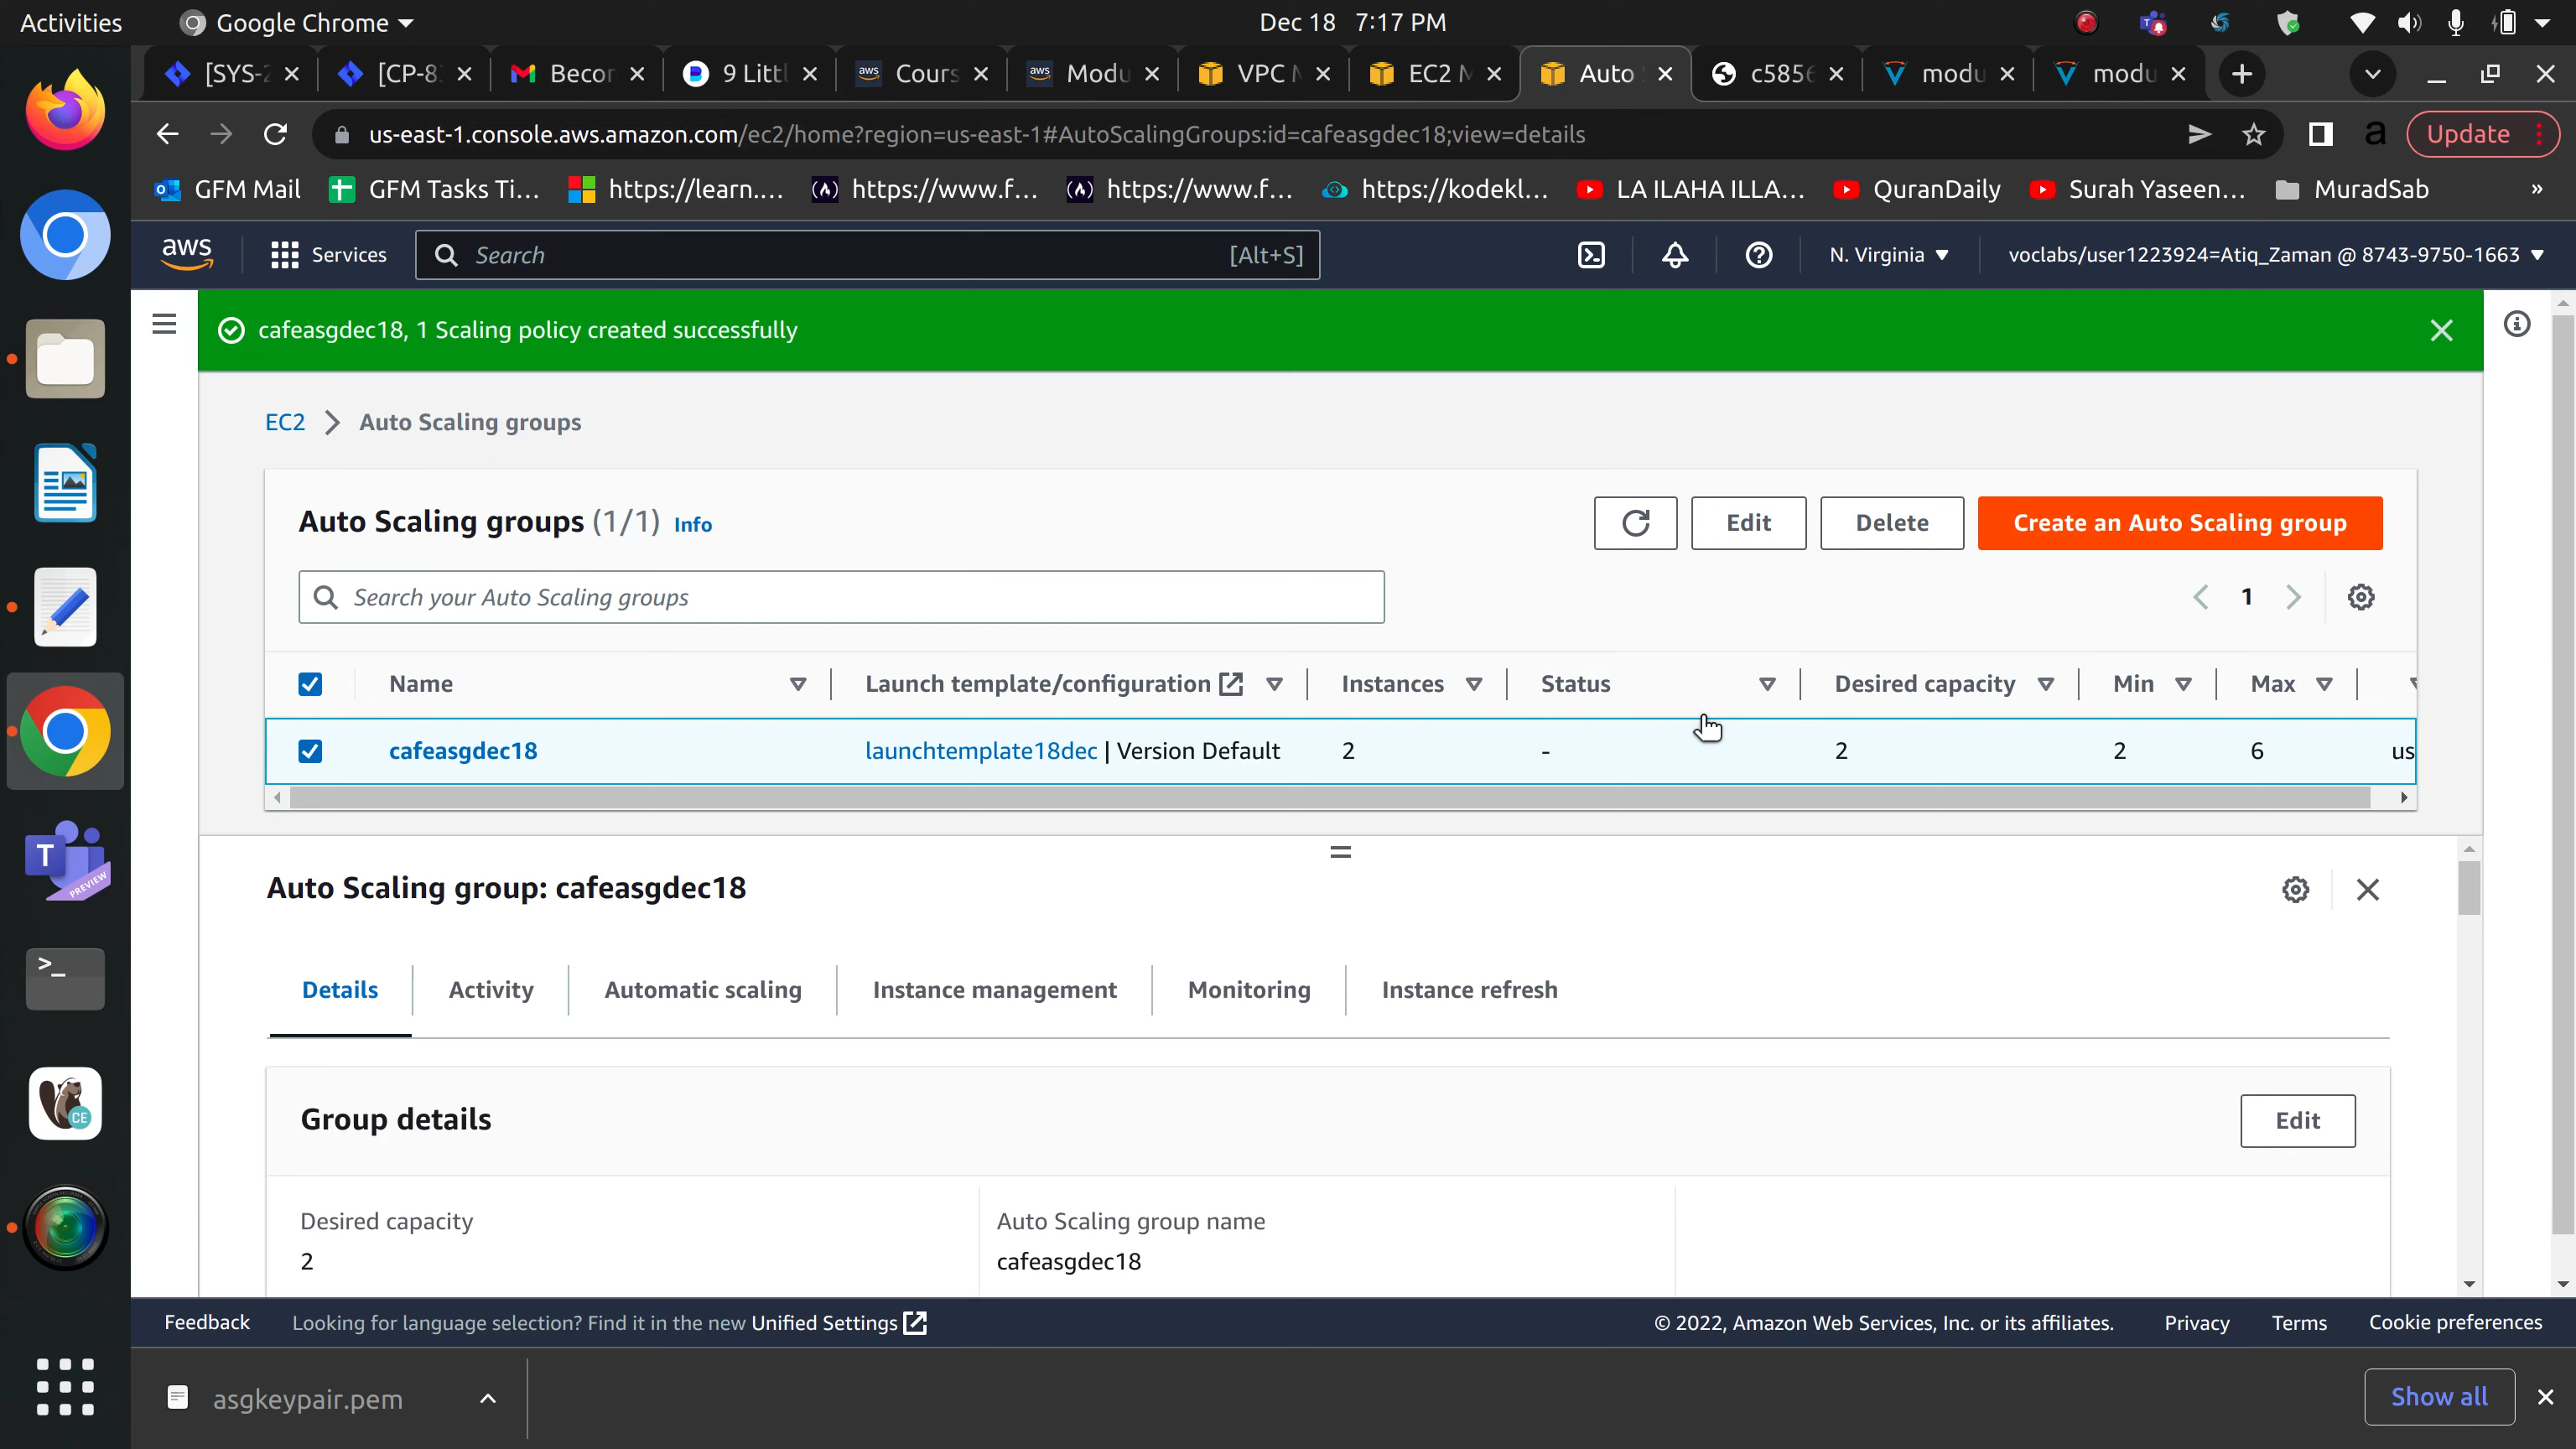 Activities Google Chrome Dec 18 7:17 PM
[SYS-2 [CP-8 Becor 9 Littl Cours Modu VPC M EC2 M Auto c5856 modu modu
us-east-1.console.aws.amazon.com/ec2/home?region=us-east-1#AutoScalingGroups:id=cafeasgdec18;view=details a Update
GFM Mail GFM Tasks Ti... https://learn.... https://www.f... https://www.f... https://kodekl... LA ILAHA ILLA... QuranDaily Surah Yaseen... MuradSab »
aws Services Search [Alt+S] N. Virginia voclabs/user1223924=Atiq_Zaman @ 8743-9750-1663
cafeasgdec18, 1 Scaling policy created successfully
EC2 Auto Scaling groups
Auto Scaling groups (1/1) Info Edit Delete Create an Auto Scaling group
Search your Auto Scaling groups 1
Name Launch template/configuration Instances Status Desired capacity Min Max
cafeasgdec18 launchtemplate18dec | Version Default 2 - 2 2 6 us
Auto Scaling group: cafeasgdec18
Details Activity Automatic scaling Instance management Monitoring Instance refresh
Group details Edit
Desired capacity Auto Scaling group name
2 cafeasgdec18
Feedback Looking for language selection? Find it in the new Unified Settings © 2022, Amazon Web Services, Inc. or its affiliates. Privacy Terms Cookie preferences
asgkeypair.pem Show all
T PREVIEW
>_
CE